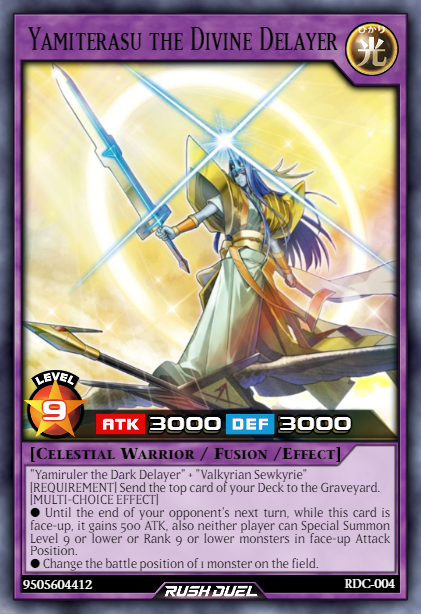 Yamiterasu the Divine Delayer
ひかり
光
LEVEL
9
ATK 3000 DEF 3000
[Celestial Warrior / Fusion /Effect]
"Yamiruler the Dark Delayer" + "Valkyrian Sewkyrie"
[REQUIREMENT] Send the top card of your Deck to the Graveyard.
[MULTI-CHOICE EFFECT]
● Until the end of your opponent's next turn, while this card is
face-up, it gains 500 ATK, also neither player can Special Summon
Level 9 or lower or Rank 9 or lower monsters in face-up Attack
Position.
● Change the battle position of 1 monster on the field.
9505604412
RUSH DUEL
RDC-004